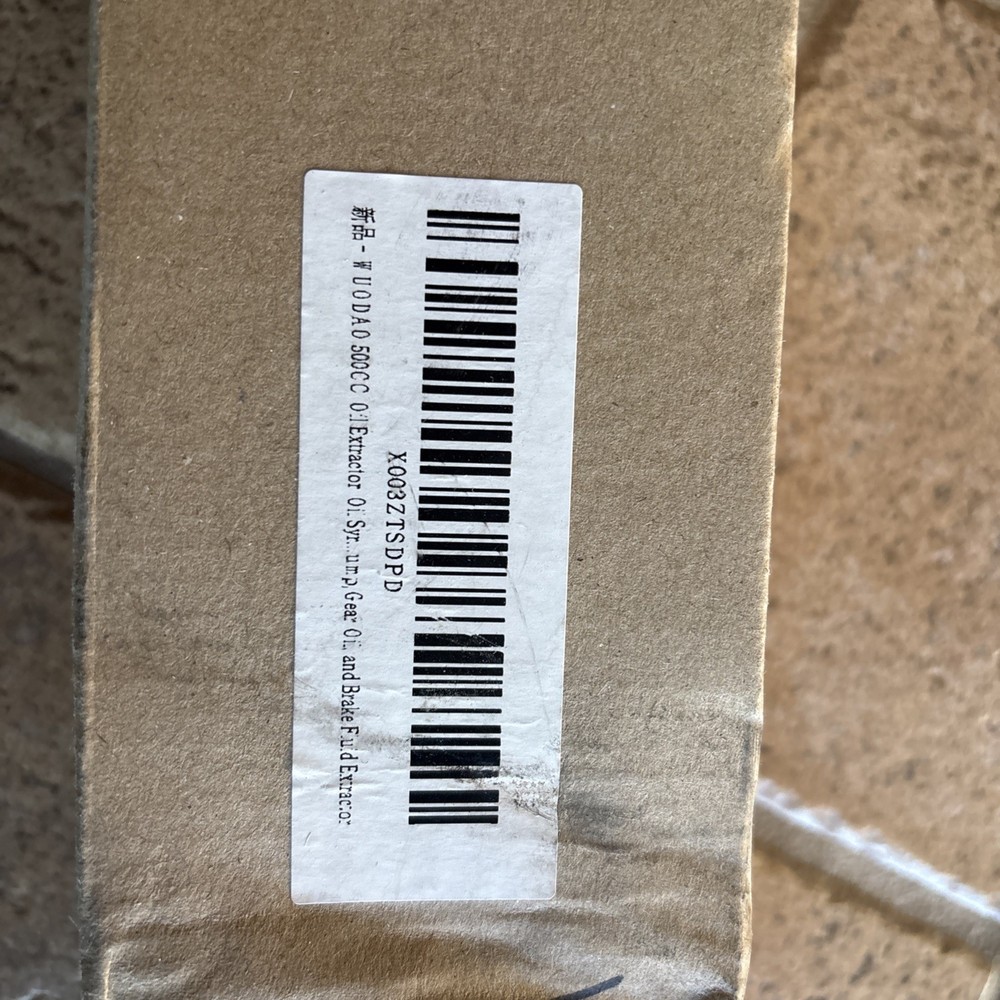 X003ZTSDPD
新品 - WUODAO 500CC Oil Extractor Oil Syr...ump, Gear Oil, and Brake Fluid Extractor